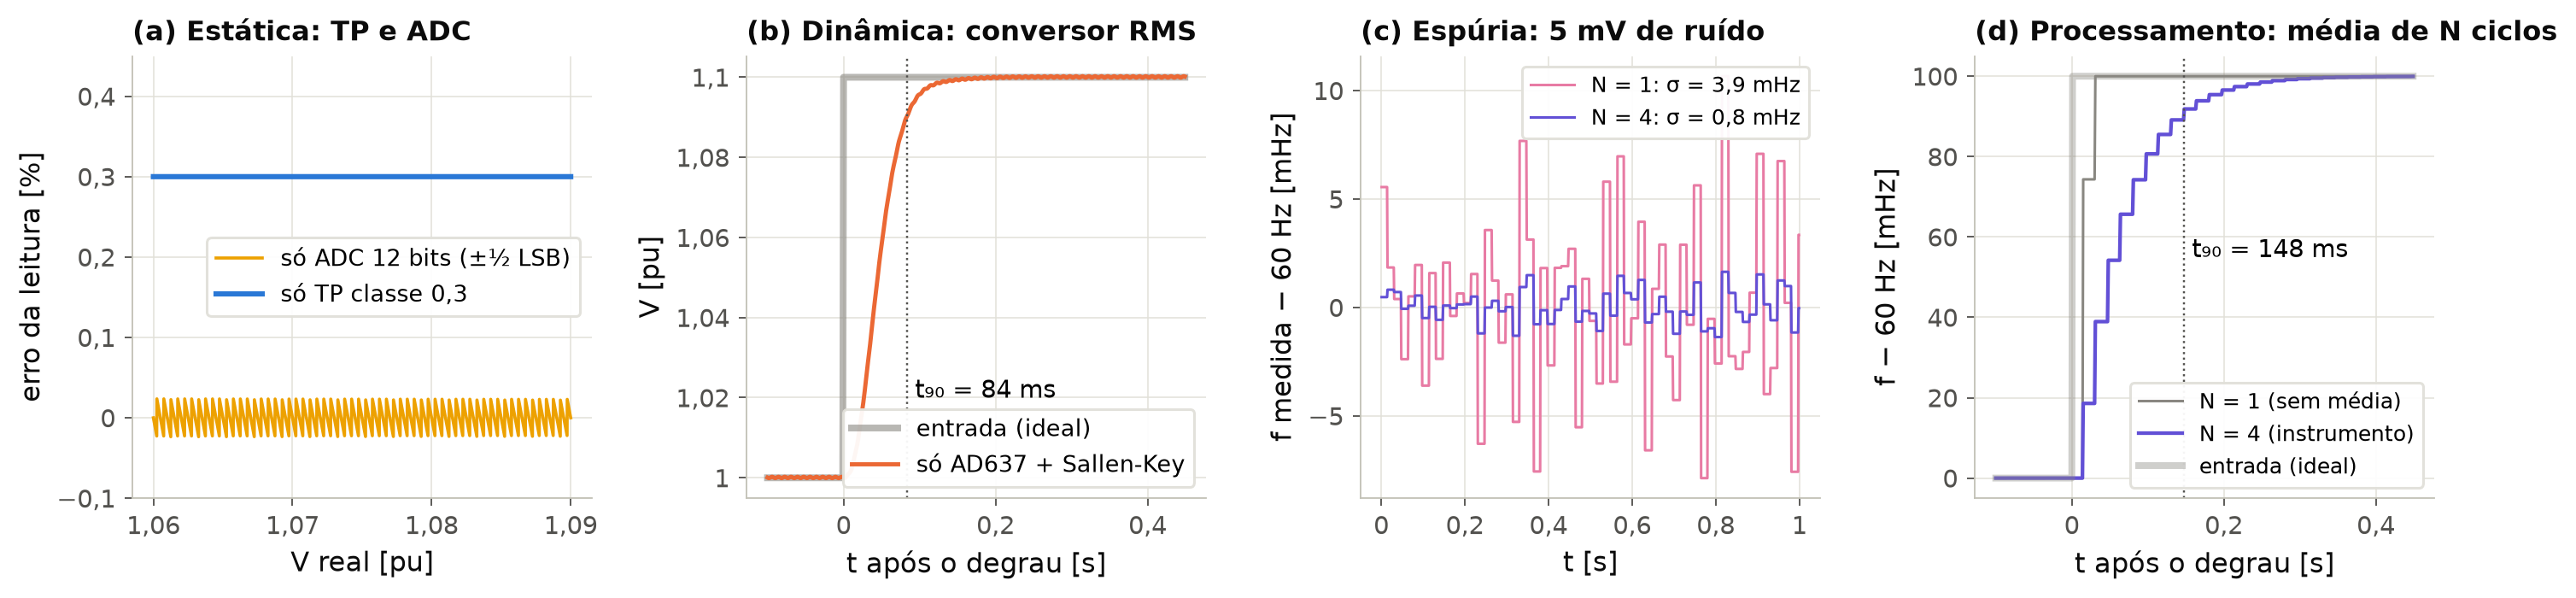 (a) Estática: TP e ADC
erro da leitura [%]
0,4
0,3
0,2
0,1
0
−0.1
só ADC 12 bits (±½ LSB)
só TP classe 0,3
1,06
1,07
1,08
1,09
V real [pu]
(b) Dinâmica: conversor RMS
V [pu]
1,1
1,08
1,06
1,04
1,02
1
t₉₀ = 84 ms
entrada (ideal)
só AD637 + Sallen-Key
0
0,2
0,4
t após o degrau [s]
(c) Espúria: 5 mV de ruído
f medida − 60 Hz [mHz]
10
5
0
−5
N = 1: σ = 3,9 mHz
N = 4: σ = 0,8 mHz
0
0,2
0,4
0,6
0,8
1
t [s]
(d) Processamento: média de N ciclos
f − 60 Hz [mHz]
100
80
60
40
20
0
t₉₀ = 148 ms
N = 1 (sem média)
N = 4 (instrumento)
entrada (ideal)
0
0,2
0,4
t após o degrau [s]